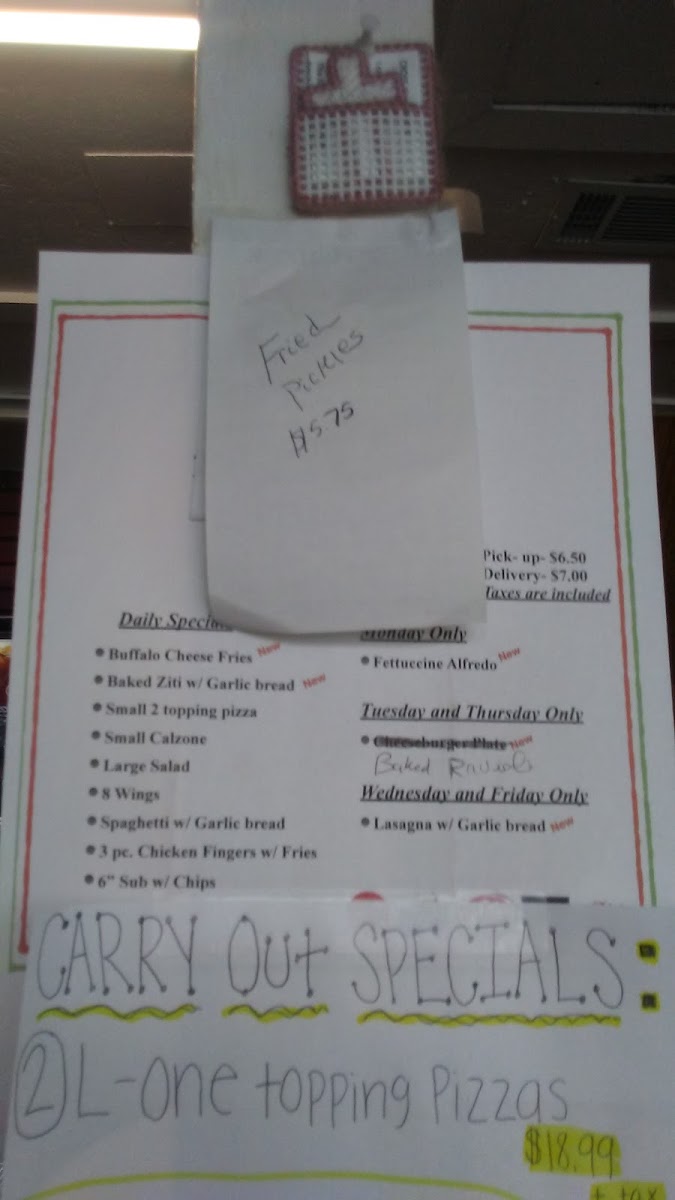 Fried
Pickles
$5.75
Pick- up- $6.50
Delivery- $7.00
Taxes are included
Daily
Buffalo Cheese Fries New
Baked Ziti w/ Garlic bread New
Small 2 topping pizza
Small Calzone
Large Salad
8 Wings
Spaghetti w/ Garlic bread
3 pc. Chicken Fingers w/ Fries
6" Sub w/ Chips
Monday Only
Fettuccine Alfredo New
Tuesday and Thursday Only
Cheeseburger Plate New
Baked Ravioli
Wednesday and Friday Only
Lasagna w/ Garlic bread New
CARRY OUt SPECIALS:
2 L-One topping Pizzas
$18.99
+ tax